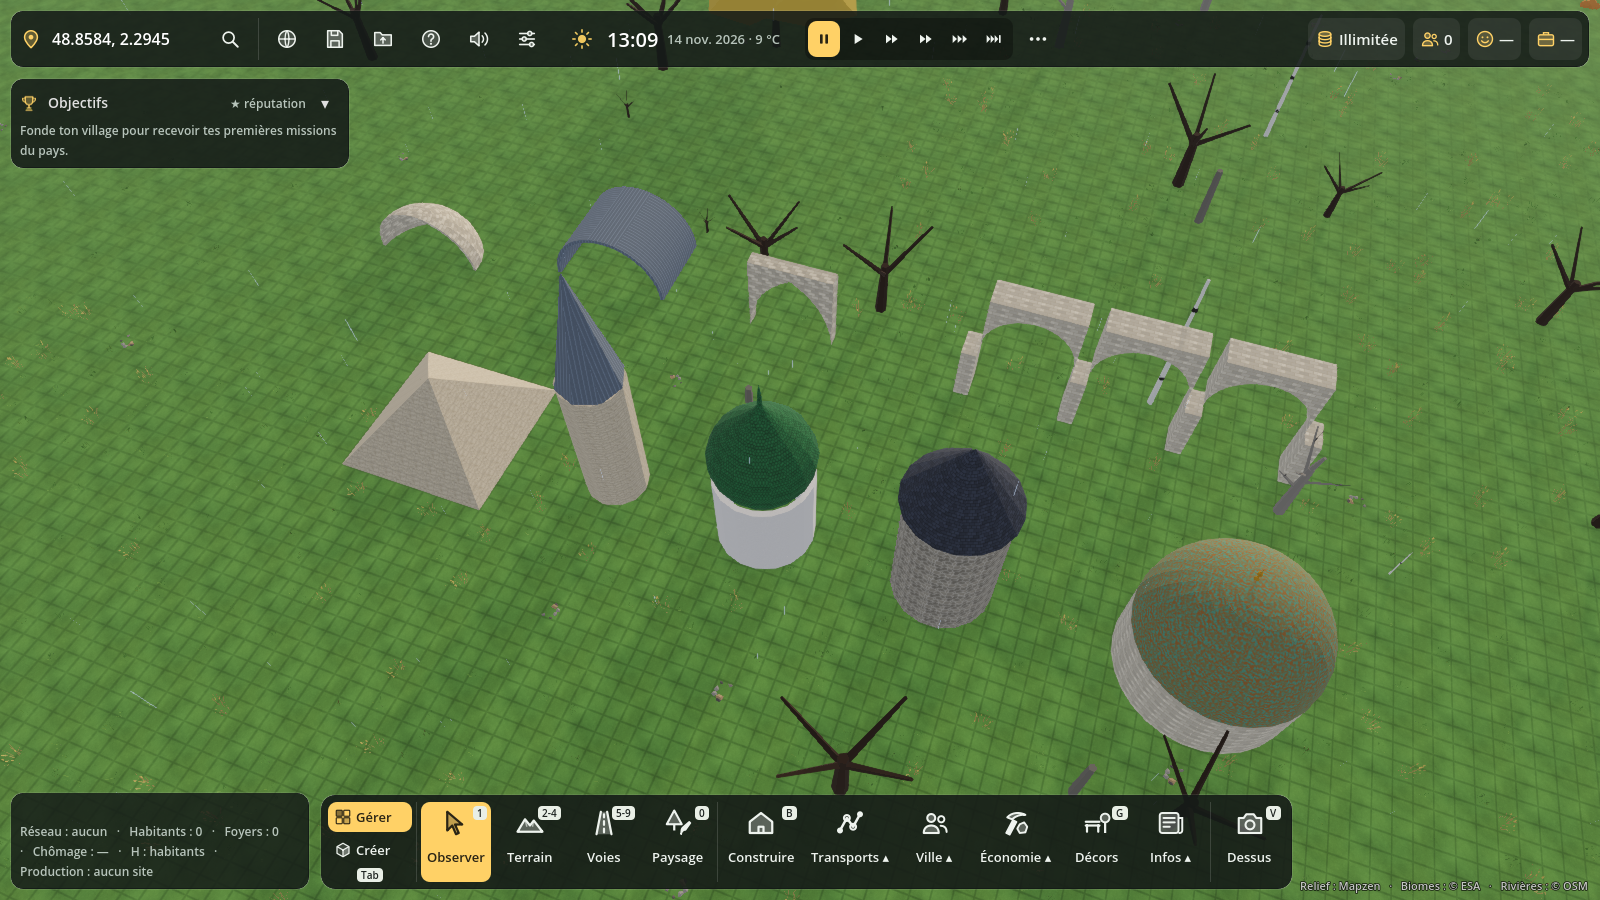 48.8584, 2.2945
13:09
14 nov. 2026 · 9 °C
Illimitée
0
—
—
Objectifs
★ réputation ▼
Fonde ton village pour recevoir tes premières missions
du pays.
Réseau : aucun · Habitants : 0 · Foyers : 0
· Chômage : — · H : habitants ·
Production : aucun site
Gérer
Créer
Tab
1
Observer
2-4
Terrain
5-9
Voies
0
Paysage
B
Construire
Transports ▴
Ville ▴
Économie ▴
G
Décors
Infos ▴
V
Dessus
Relief : Mapzen · Biomes : © ESA · Rivières : © OSM